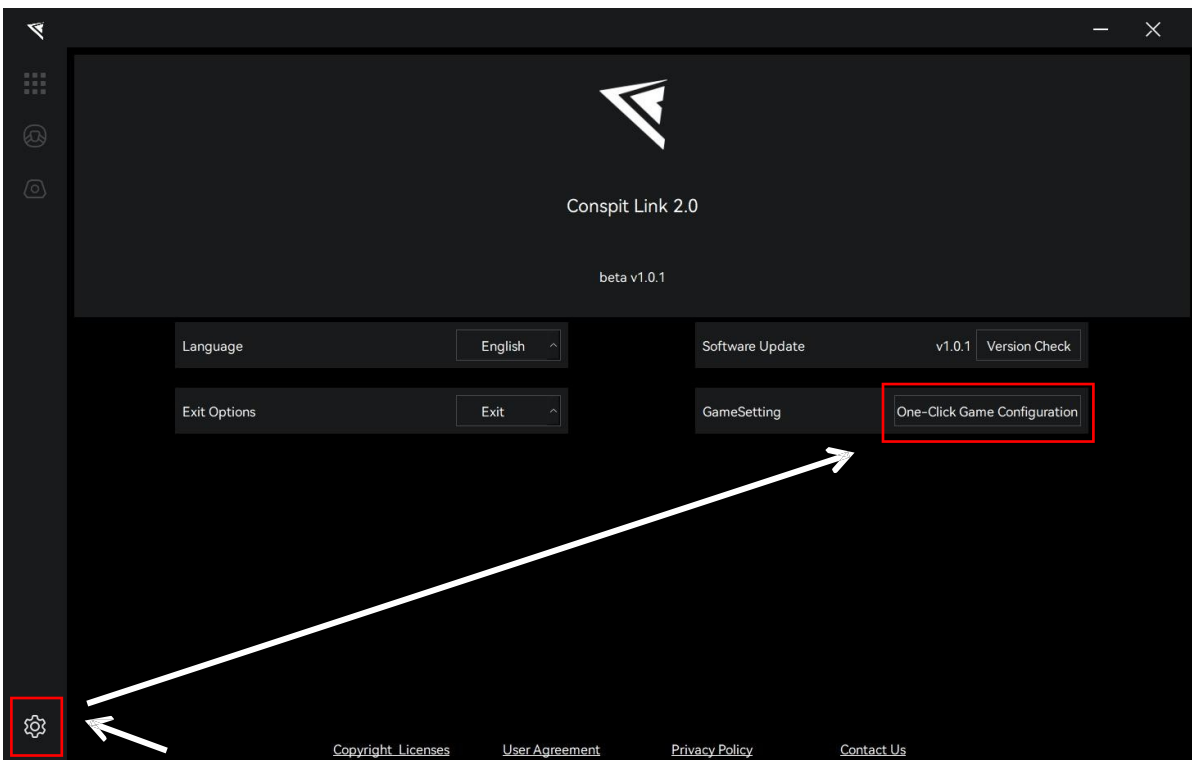 Conspit Link 2.0
beta v1.0.1
Language English Software Update v1.0.1 Version Check
Exit Options Exit GameSetting One-Click Game Configuration
Copyright Licenses User Agreement Privacy Policy Contact Us